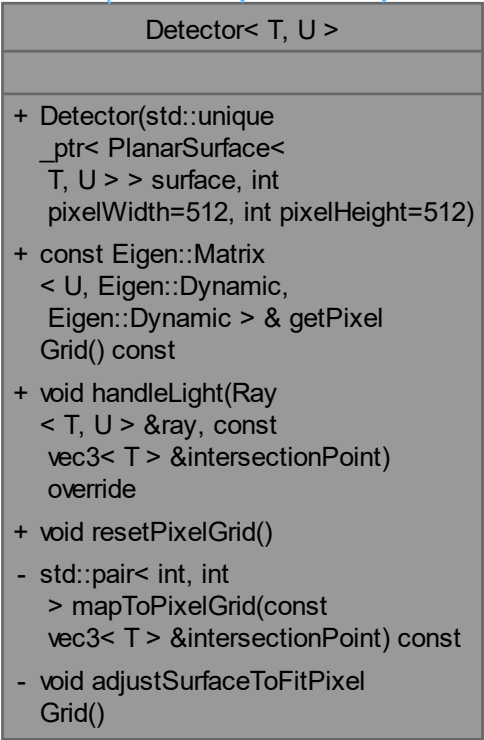 Detector< T, U >
+ Detector(std::unique
_ptr< PlanarSurface<
T, U > > surface, int
pixelWidth=512, int pixelHeight=512)
+ const Eigen::Matrix
< U, Eigen::Dynamic,
Eigen::Dynamic > & getPixel
Grid() const
+ void handleLight(Ray
< T, U > &ray, const
vec3< T > &intersectionPoint)
override
+ void resetPixelGrid()
- std::pair< int, int
> mapToPixelGrid(const
vec3< T > &intersectionPoint) const
- void adjustSurfaceToFitPixel
Grid()